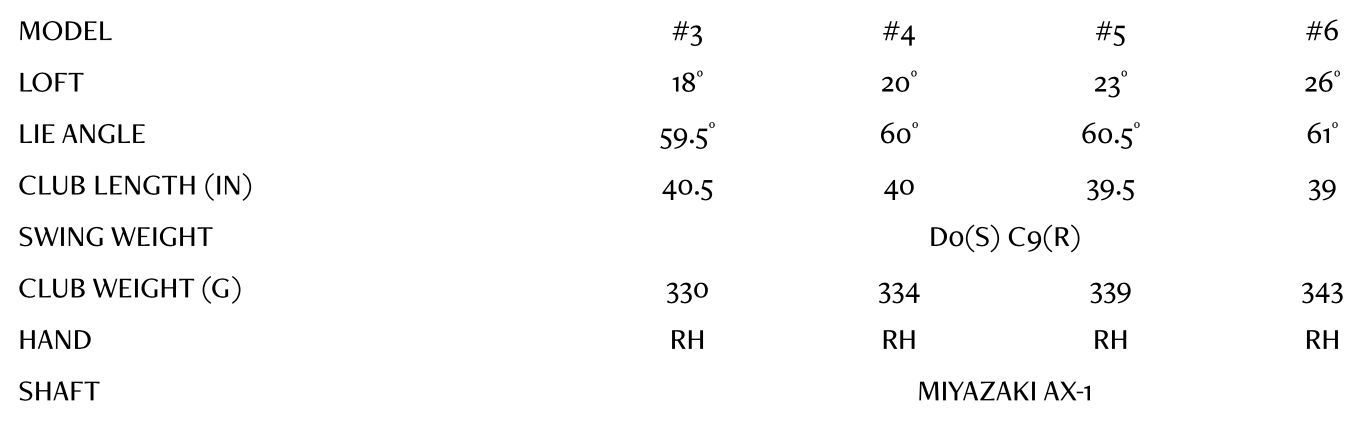 MODEL #3 #4 #5 #6
LOFT 18° 20° 23° 26°
LIE ANGLE 59.5° 60° 60.5° 61°
CLUB LENGTH (IN) 40.5 40 39.5 39
SWING WEIGHT D0(S) C9(R)
CLUB WEIGHT (G) 330 334 339 343
HAND RH RH RH RH
SHAFT MIYAZAKI AX-1